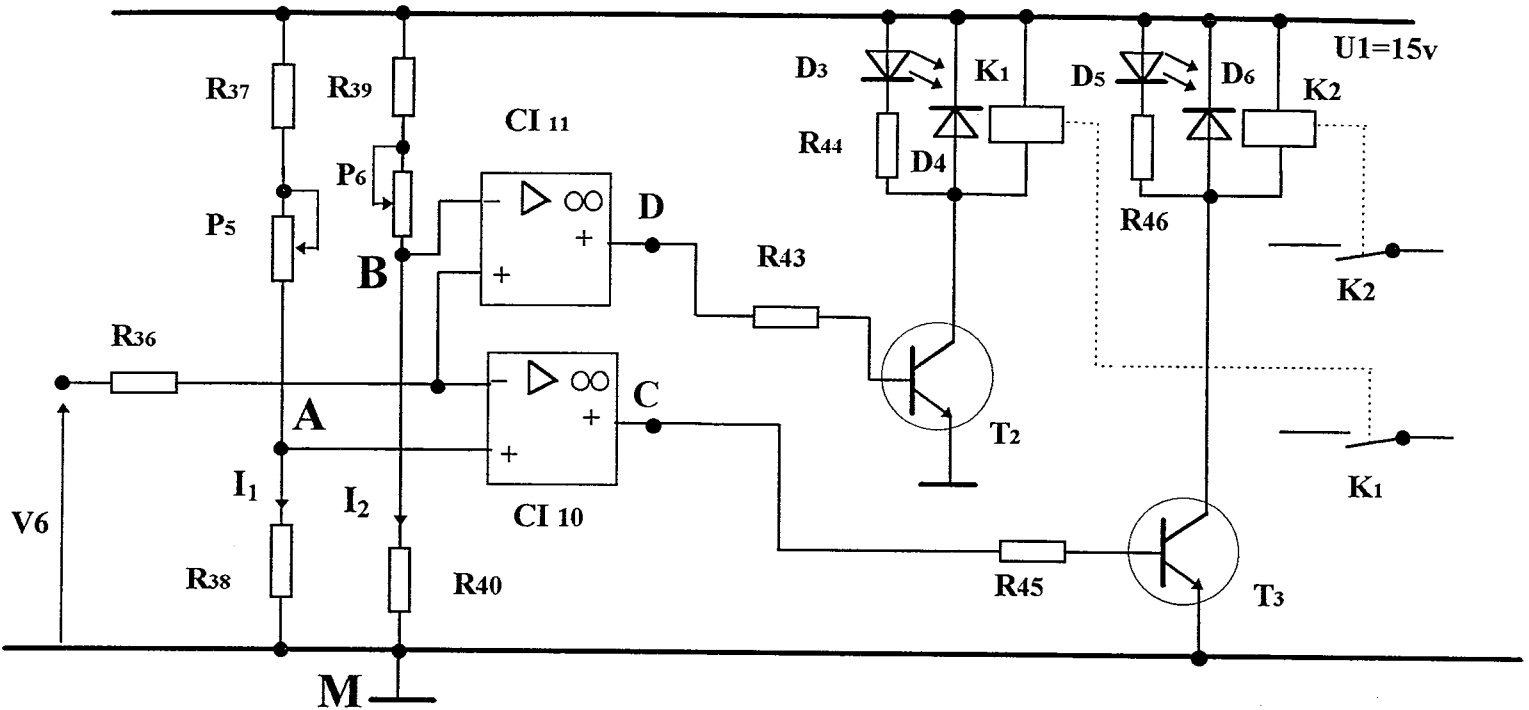 U1=15v
D3
K1
D5
D6
K2
R37
R39
CI 11
R44
D4
P6
− ▷ ∞
+
+
D
R46
P5
B
R43
K2
R36
− ▷ ∞
+
+
C
A
T2
K1
I1
I2
CI 10
V6
R38
R40
R45
T3
M